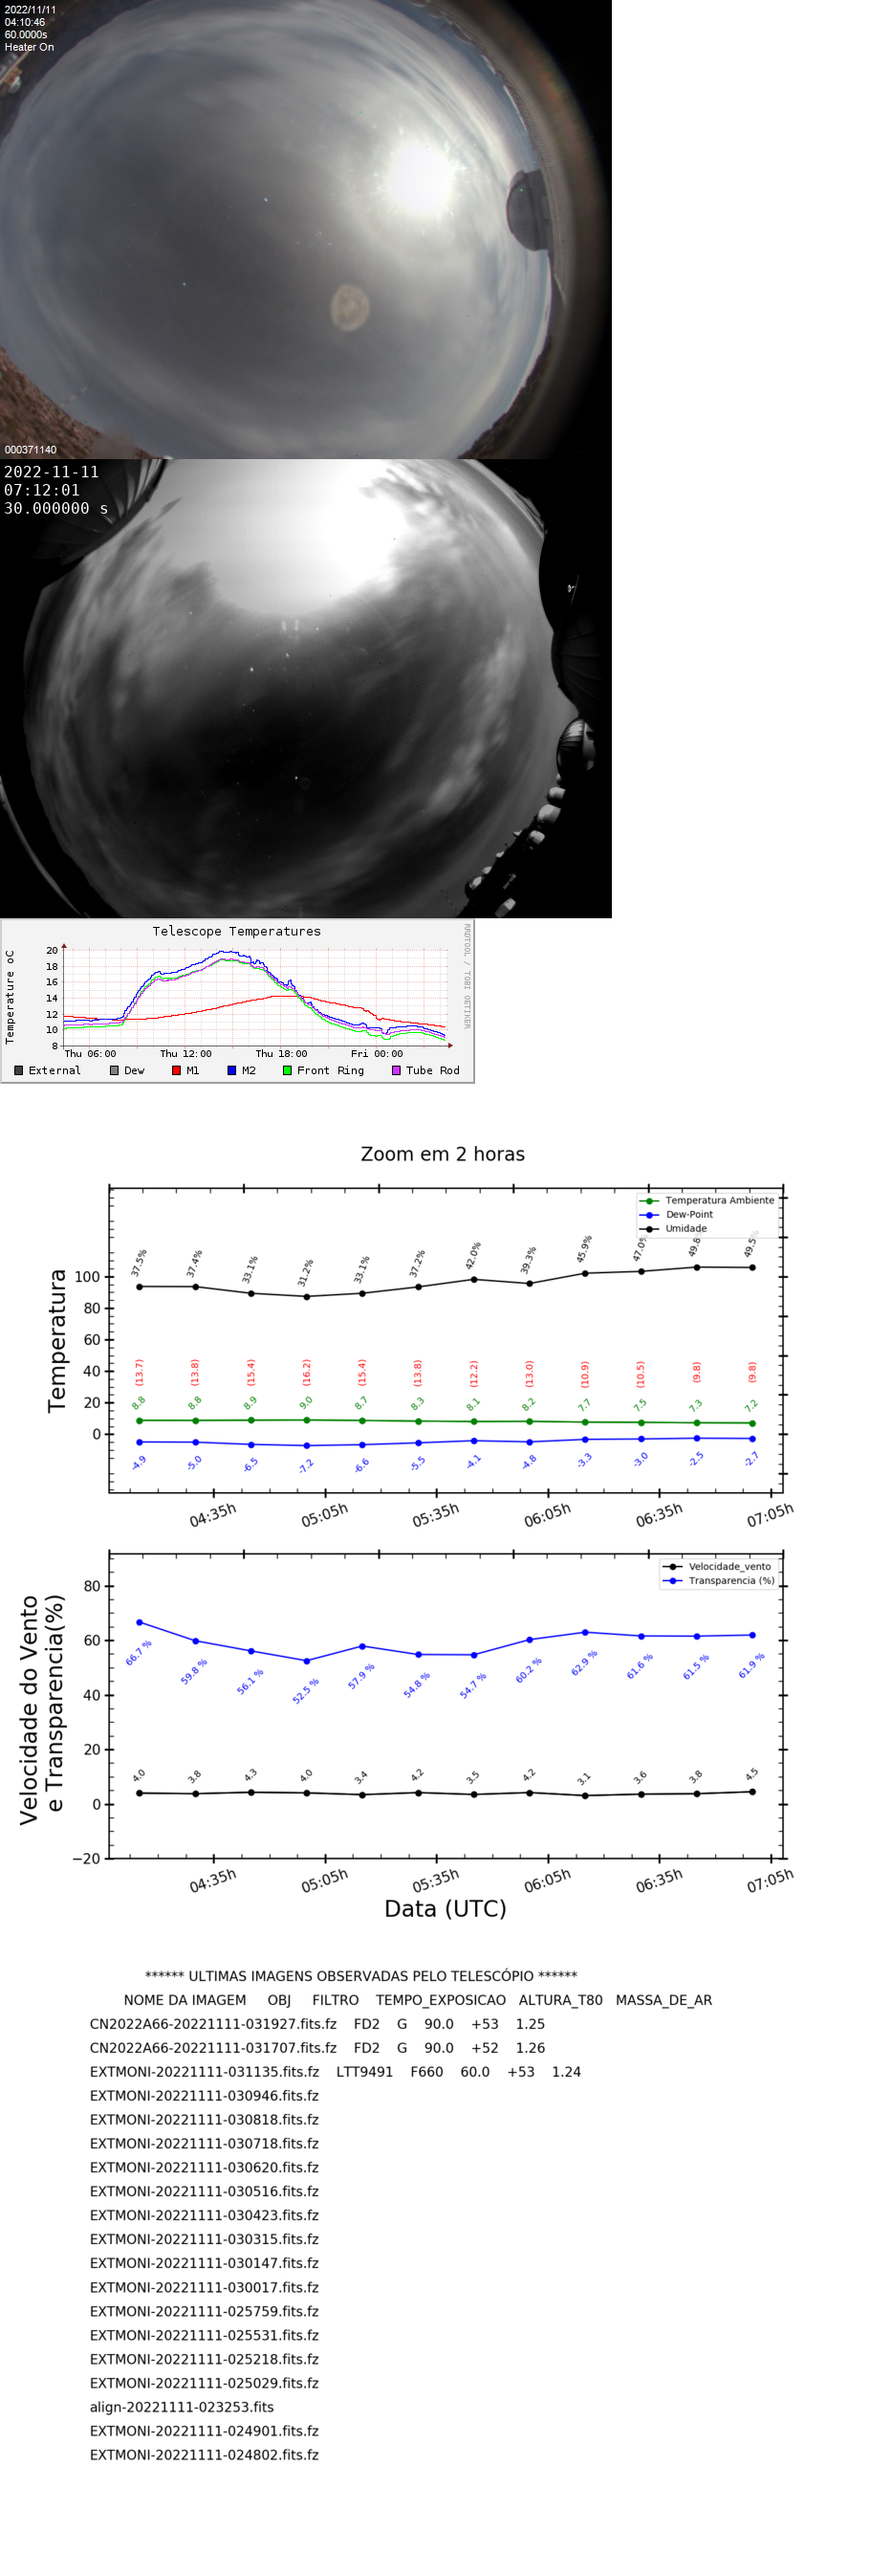 2022/11/11
04:10:46
60.0000s
Heater On
000371140
2022-11-11
07:12:01
30.000000 s
Telescope Temperatures
RRDTOOL / TOBI OETIKER
Temperature oC
20
18
16
14
12
10
8
Thu 06:00 Thu 12:00 Thu 18:00 Fri 00:00
External Dew M1 M2 Front Ring Tube Rod
Zoom em 2 horas
Temperatura Ambiente
Dew-Point
Umidade
Temperatura
100
80
60
40
20
0
37.5% 37.4% 33.1% 31.2% 33.1% 37.2% 42.0% 39.3% 45.9% 47.0% 49.8% 49.5%
(13.7) (13.8) (15.4) (16.2) (15.4) (13.8) (12.2) (13.0) (10.9) (10.5) (9.8) (9.8)
8.8 8.8 8.9 9.0 8.7 8.3 8.1 8.2 7.7 7.5 7.3 7.2
-4.9 -5.0 -6.5 -7.2 -6.6 -5.5 -4.1 -4.8 -3.3 -3.0 -2.5 -2.7
04:35h 05:05h 05:35h 06:05h 06:35h 07:05h
Velocidade_vento
Transparencia (%)
Velocidade do Vento
e Transparencia(%)
80
60
40
20
0
−20
66.7 % 59.8 % 56.1 % 52.5 % 57.9 % 54.8 % 54.7 % 60.2 % 62.9 % 61.6 % 61.5 % 61.9 %
4.0 3.8 4.3 4.0 3.4 4.2 3.5 4.2 3.1 3.6 3.8 4.5
04:35h 05:05h 05:35h 06:05h 06:35h 07:05h
Data (UTC)
****** ULTIMAS IMAGENS OBSERVADAS PELO TELESCÓPIO ******
NOME DA IMAGEM OBJ FILTRO TEMPO_EXPOSICAO ALTURA_T80 MASSA_DE_AR
CN2022A66-20221111-031927.fits.fz FD2 G 90.0 +53 1.25
CN2022A66-20221111-031707.fits.fz FD2 G 90.0 +52 1.26
EXTMONI-20221111-031135.fits.fz LTT9491 F660 60.0 +53 1.24
EXTMONI-20221111-030946.fits.fz
EXTMONI-20221111-030818.fits.fz
EXTMONI-20221111-030718.fits.fz
EXTMONI-20221111-030620.fits.fz
EXTMONI-20221111-030516.fits.fz
EXTMONI-20221111-030423.fits.fz
EXTMONI-20221111-030315.fits.fz
EXTMONI-20221111-030147.fits.fz
EXTMONI-20221111-030017.fits.fz
EXTMONI-20221111-025759.fits.fz
EXTMONI-20221111-025531.fits.fz
EXTMONI-20221111-025218.fits.fz
EXTMONI-20221111-025029.fits.fz
align-20221111-023253.fits
EXTMONI-20221111-024901.fits.fz
EXTMONI-20221111-024802.fits.fz